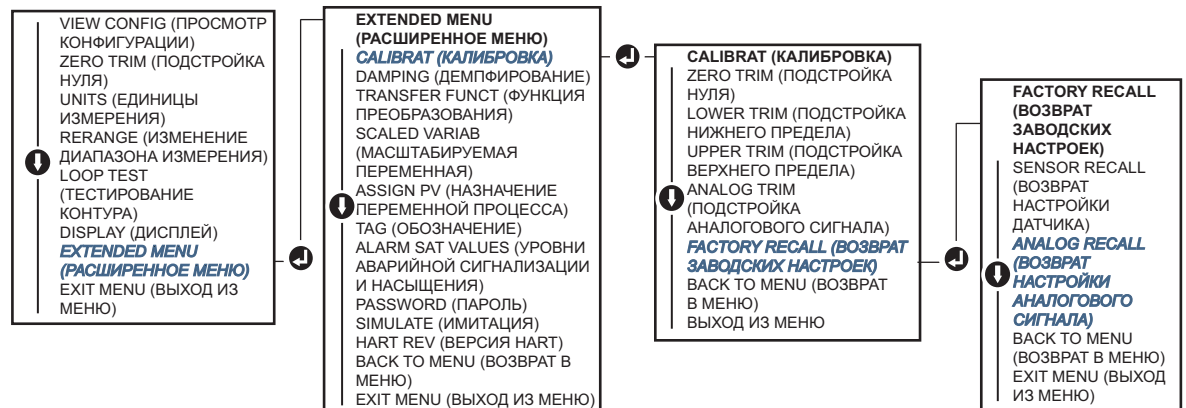 VIEW CONFIG (ПРОСМОТР
КОНФИГУРАЦИИ)
ZERO TRIM (ПОДСТРОЙКА
НУЛЯ)
UNITS (ЕДИНИЦЫ
ИЗМЕРЕНИЯ)
RERANGE (ИЗМЕНЕНИЕ
ДИАПАЗОНА ИЗМЕРЕНИЯ)
LOOP TEST
(ТЕСТИРОВАНИЕ
КОНТУРА)
DISPLAY (ДИСПЛЕЙ)
EXTENDED MENU
(РАСШИРЕННОЕ МЕНЮ)
EXIT MENU (ВЫХОД ИЗ
МЕНЮ)
EXTENDED MENU
(РАСШИРЕННОЕ МЕНЮ)
CALIBRAT (КАЛИБРОВКА)
DAMPING (ДЕМПФИРОВАНИЕ)
TRANSFER FUNCT (ФУНКЦИЯ
ПРЕОБРАЗОВАНИЯ)
SCALED VARIAB
(МАСШТАБИРУЕМАЯ
ПЕРЕМЕННАЯ)
ASSIGN PV (НАЗНАЧЕНИЕ
ПЕРЕМЕННОЙ ПРОЦЕССА)
TAG (ОБОЗНАЧЕНИЕ)
ALARM SAT VALUES (УРОВНИ
АВАРИЙНОЙ СИГНАЛИЗАЦИИ
И НАСЫЩЕНИЯ)
PASSWORD (ПАРОЛЬ)
SIMULATE (ИМИТАЦИЯ)
HART REV (ВЕРСИЯ HART)
BACK TO MENU (ВОЗВРАТ В
МЕНЮ)
EXIT MENU (ВЫХОД ИЗ МЕНЮ)
CALIBRAT (КАЛИБРОВКА)
ZERO TRIM (ПОДСТРОЙКА
НУЛЯ)
LOWER TRIM (ПОДСТРОЙКА
НИЖНЕГО ПРЕДЕЛА)
UPPER TRIM (ПОДСТРОЙКА
ВЕРХНЕГО ПРЕДЕЛА)
ANALOG TRIM
(ПОДСТРОЙКА
АНАЛОГОВОГО СИГНАЛА)
FACTORY RECALL (ВОЗВРАТ
ЗАВОДСКИХ НАСТРОЕК)
BACK TO MENU (ВОЗВРАТ
В МЕНЮ)
ВЫХОД ИЗ МЕНЮ
FACTORY RECALL
(ВОЗВРАТ
ЗАВОДСКИХ
НАСТРОЕК)
SENSOR RECALL
(ВОЗВРАТ
НАСТРОЙКИ
ДАТЧИКА)
ANALOG RECALL
(ВОЗВРАТ
НАСТРОЙКИ
АНАЛОГОВОГО
СИГНАЛА)
BACK TO MENU
(ВОЗВРАТ В МЕНЮ)
EXIT MENU (ВЫХОД
ИЗ МЕНЮ)